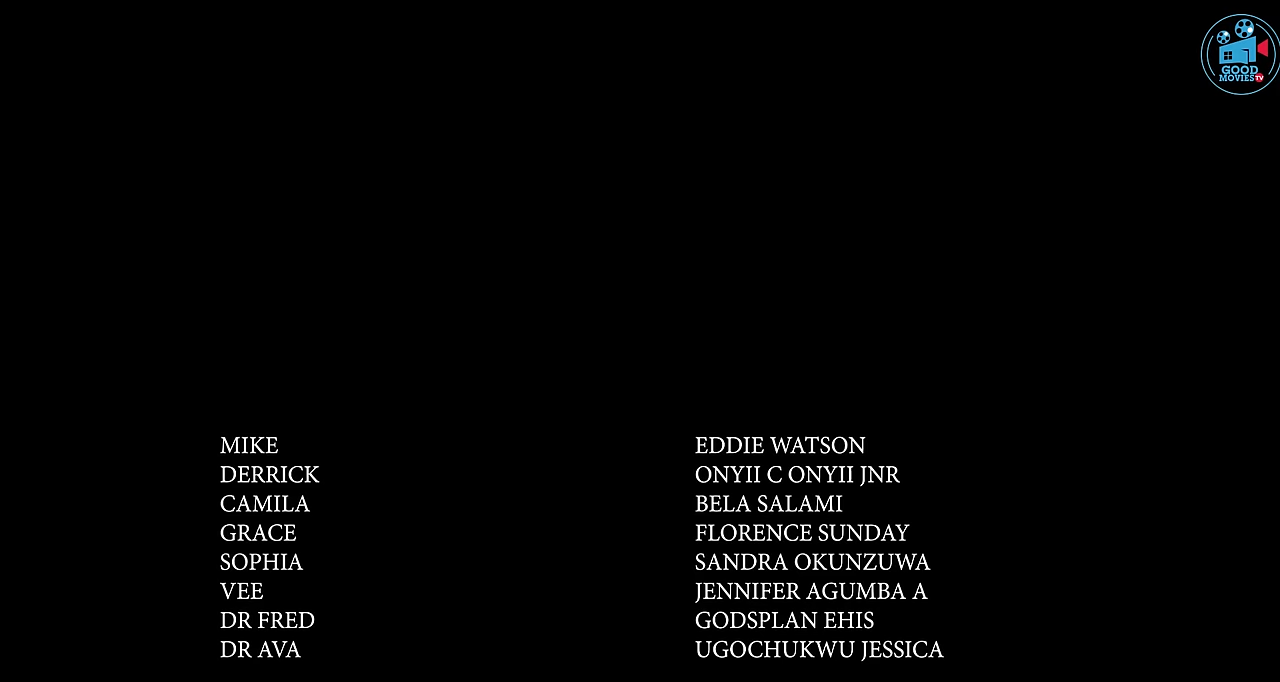 GOOD
MOVIES TV
MIKE EDDIE WATSON
DERRICK ONYII C ONYII JNR
CAMILA BELA SALAMI
GRACE FLORENCE SUNDAY
SOPHIA SANDRA OKUNZUWA
VEE JENNIFER AGUMBA A
DR FRED GODSPLAN EHIS
DR AVA UGOCHUKWU JESSICA